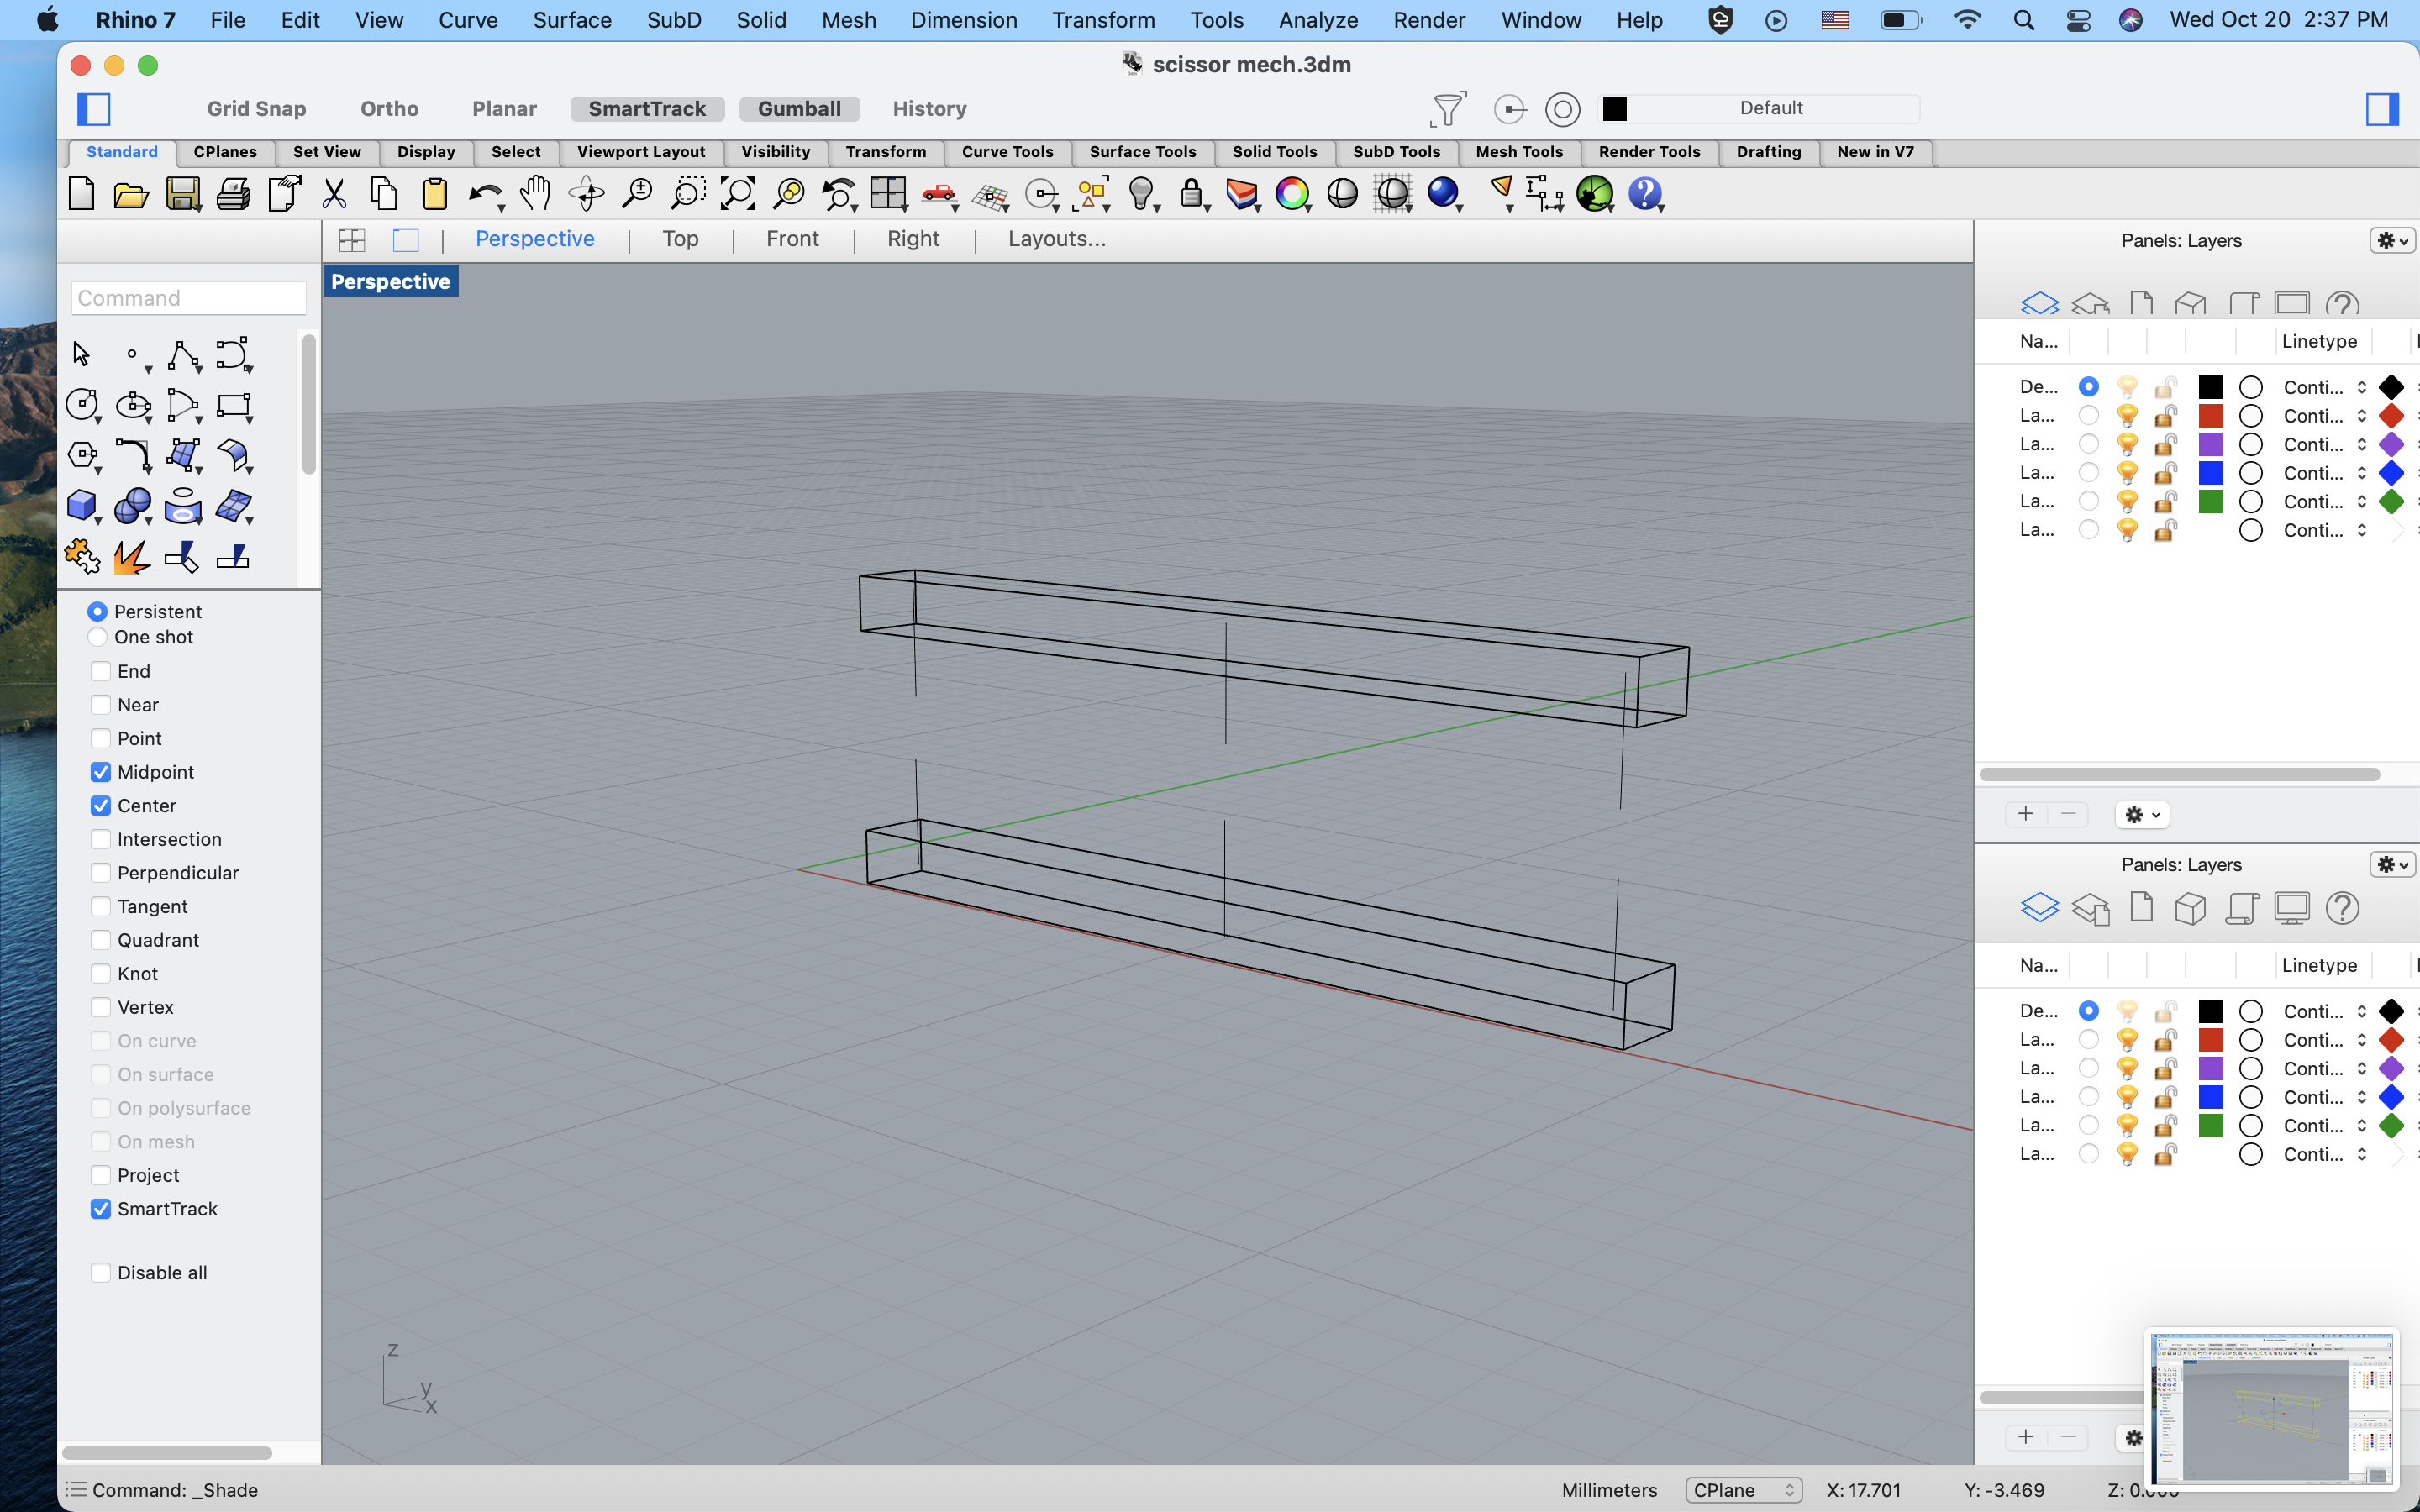 Rhino 7 File Edit View Curve Surface SubD Solid Mesh Dimension Transform Tools Analyze Render Window Help Wed Oct 20 2:37 PM
scissor mech.3dm
Grid Snap Ortho Planar SmartTrack Gumball History Default
Standard CPlanes Set View Display Select Viewport Layout Visibility Transform Curve Tools Surface Tools Solid Tools SubD Tools Mesh Tools Render Tools Drafting New in V7
Perspective | Top | Front | Right | Layouts...
Panels: Layers
Perspective
Command
Na... Linetype
De... Conti...
La... Conti...
La... Conti...
La... Conti...
La... Conti...
La... Conti...
Persistent
One shot
End
Near
Point
Midpoint
Center
Intersection
Perpendicular
Tangent
Quadrant
Knot
Vertex
On curve
On surface
On polysurface
On mesh
Project
SmartTrack
Disable all
Panels: Layers
Na... Linetype
De... Conti...
La... Conti...
La... Conti...
La... Conti...
La... Conti...
La... Conti...
z
y
x
Command: _Shade
Millimeters CPlane X: 17.701 Y: -3.469 Z: